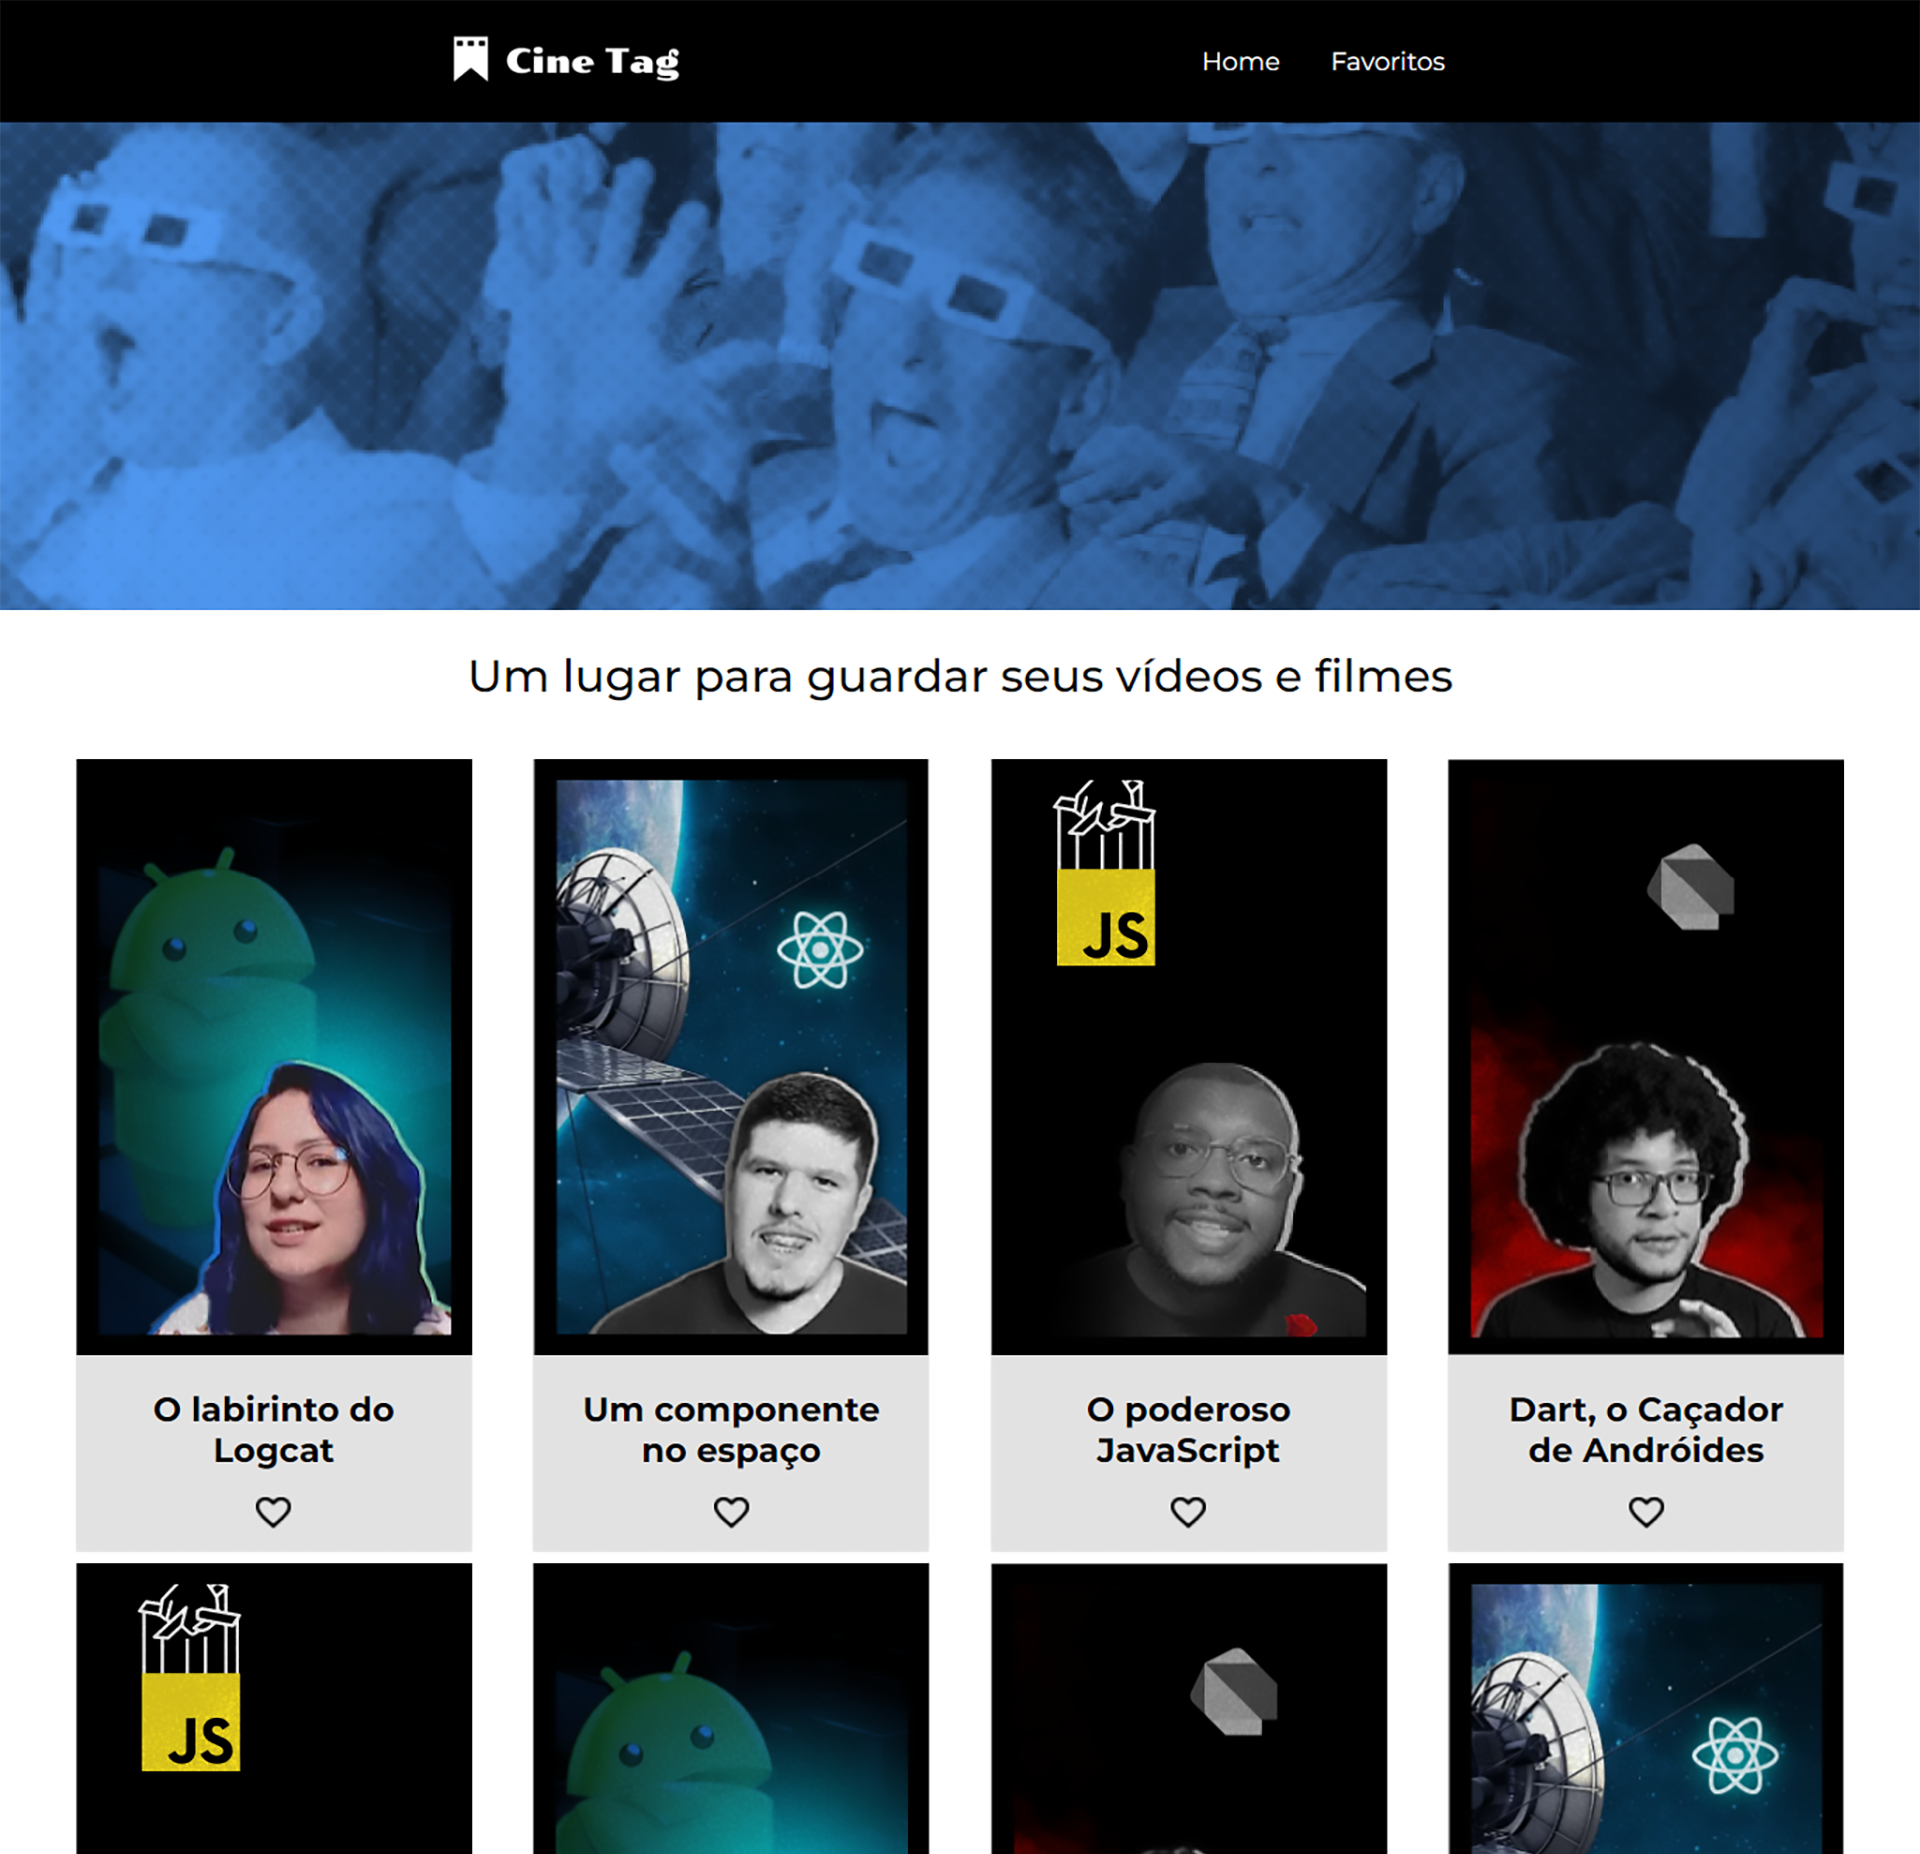 Cine Tag
Home
Favoritos
Um lugar para guardar seus vídeos e filmes
JS
O labirinto do
Logcat
Um componente
no espaço
O poderoso
JavaScript
Dart, o Caçador
de Andróides
JS